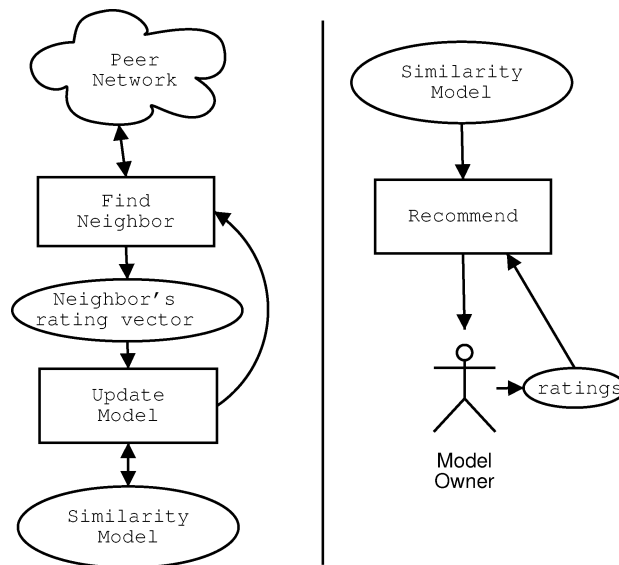 Peer
Network
Find
Neighbor
Neighbor's
rating vector
Update
Model
Similarity
Model
Similarity
Model
Recommend
ratings
Model
Owner